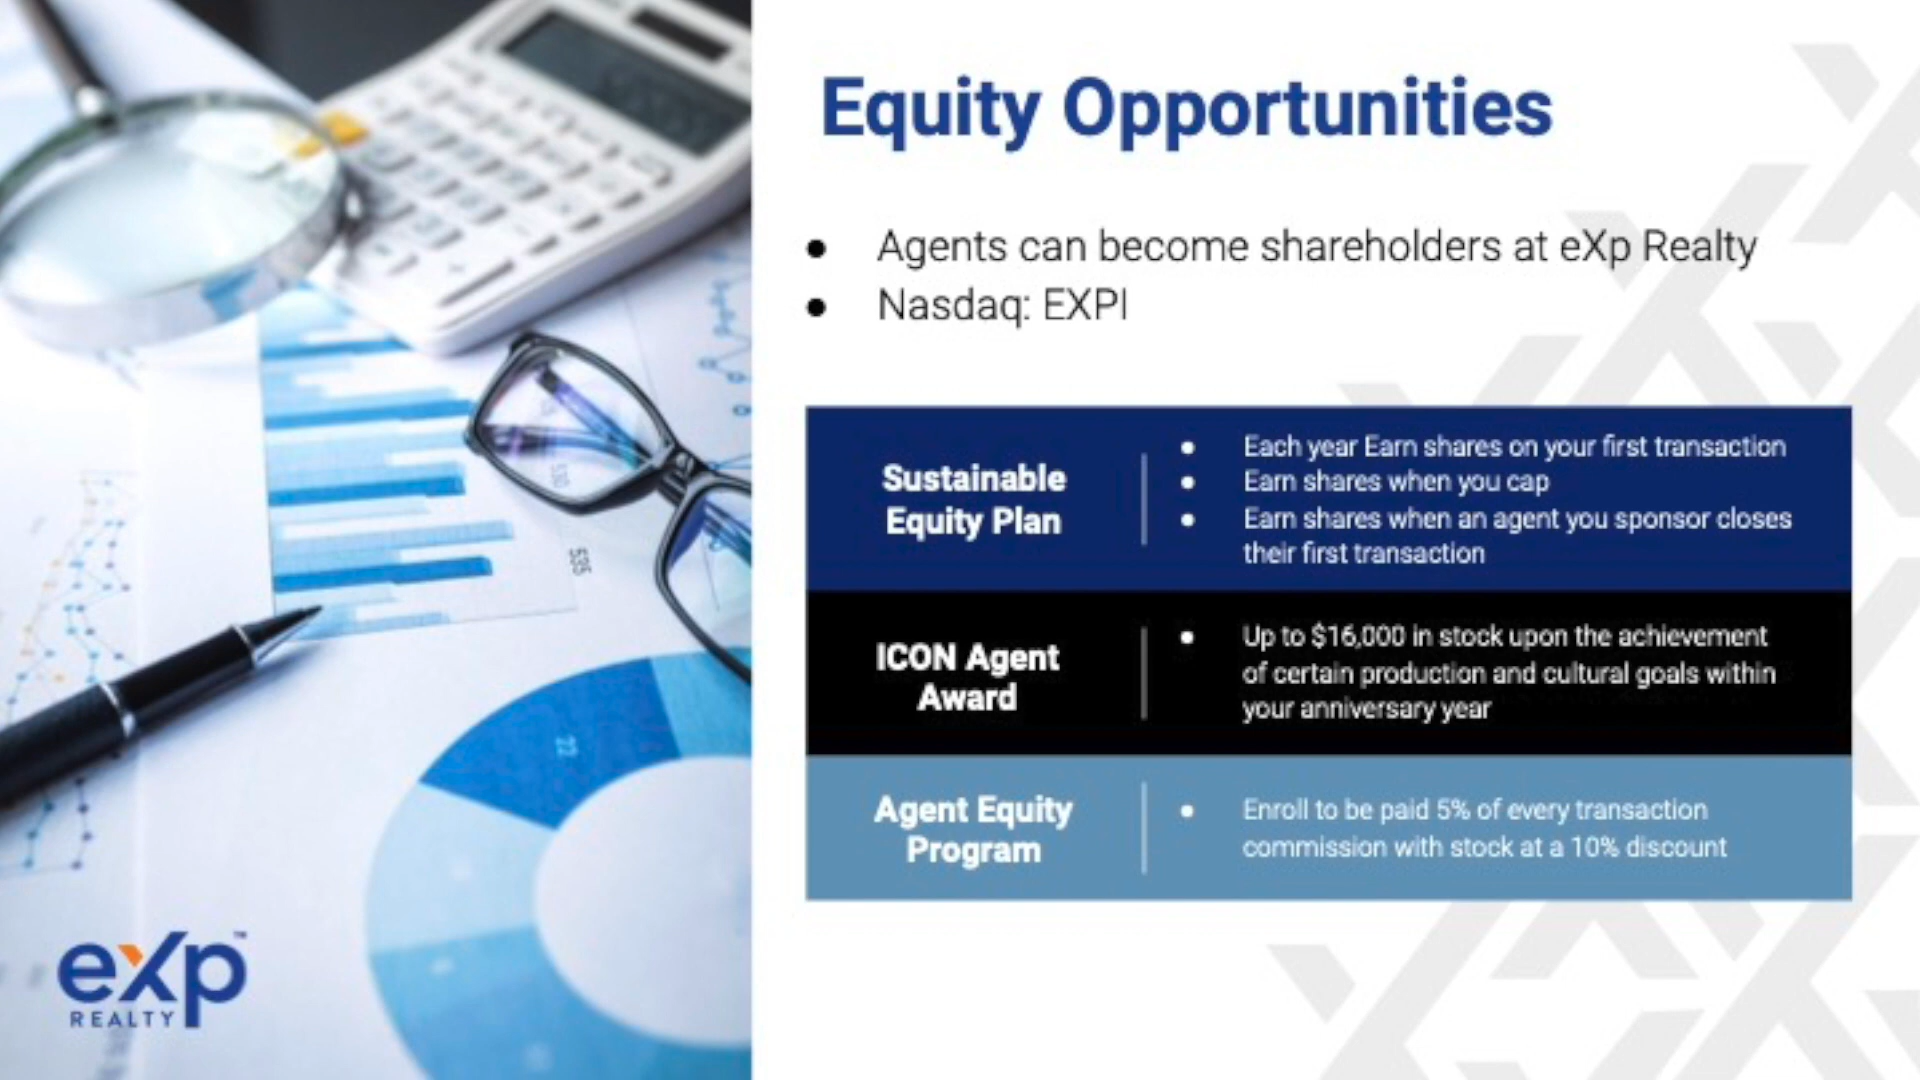 Equity Opportunities
● Agents can become shareholders at eXp Realty
● Nasdaq: EXPI
Sustainable
Equity Plan
● Each year Earn shares on your first transaction
● Earn shares when you cap
● Earn shares when an agent you sponsor closes
their first transaction
ICON Agent
Award
● Up to $16,000 in stock upon the achievement
of certain production and cultural goals within
your anniversary year
Agent Equity
Program
● Enroll to be paid 5% of every transaction
commission with stock at a 10% discount
535
22
eXp™
REALTY